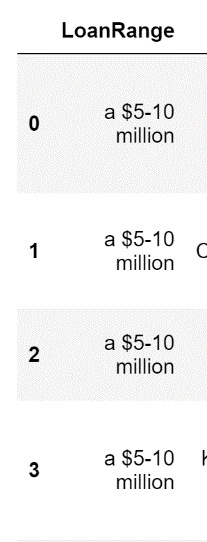 LoanRange
0 a $5-10
million
1 a $5-10
million
2 a $5-10
million
3 a $5-10
million